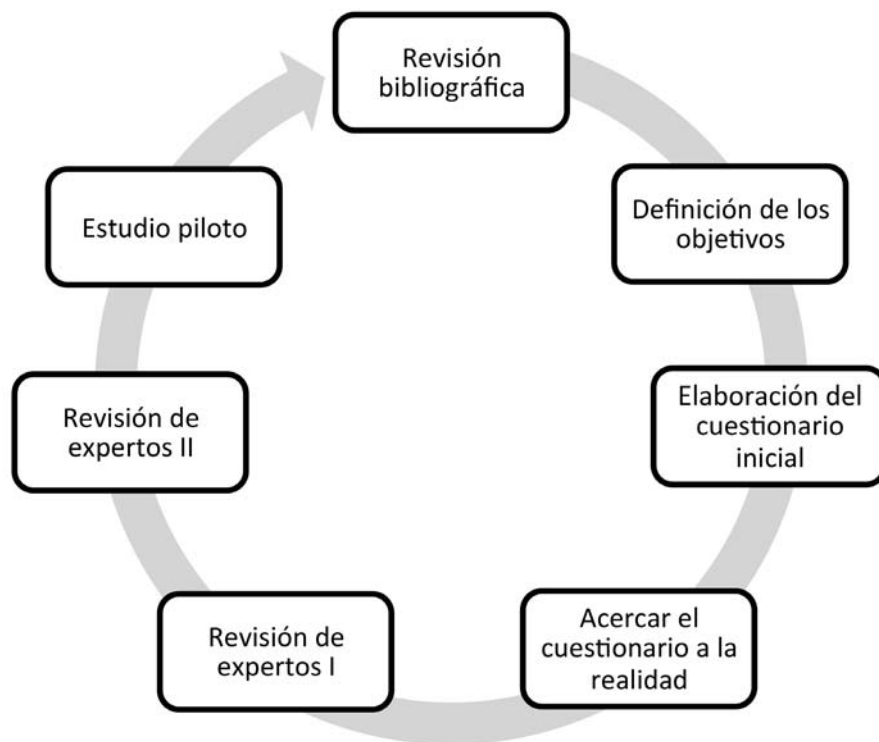 Revisión
bibliográfica
Definición de los
objetivos
Elaboración del
cuestionario
inicial
Acercar el
cuestionario a la
realidad
Revisión de
expertos I
Revisión de
expertos II
Estudio piloto